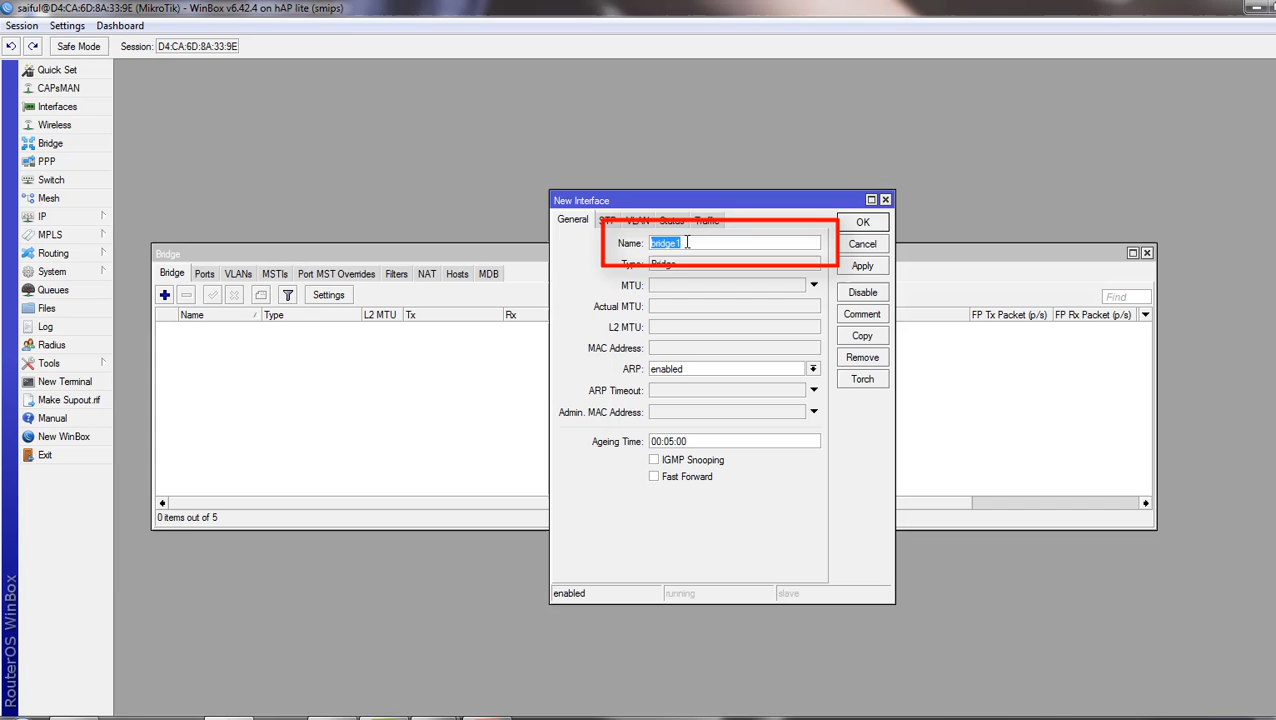 saiful@D4:CA:6D:8A:33:9E (MikroTik) - WinBox v6.42.4 on hAP lite (smips)
Session Settings Dashboard
Safe Mode Session: D4:CA:6D:8A:33:9E
Quick Set
CAPsMAN
Interfaces
Wireless
Bridge
PPP
Switch
Mesh
IP
MPLS
Routing
System
Queues
Files
Log
Radius
Tools
New Terminal
Make Supout.rif
Manual
New WinBox
Exit
RouterOS WinBox
Bridge
Bridge Ports VLANs MSTIs Port MST Overrides Filters NAT Hosts MDB
Settings
Find
Name Type L2 MTU Tx Rx FP Tx Packet (p/s) FP Rx Packet (p/s)
0 items out of 5
New Interface
General STP VLAN Status Traffic
Name: bridge1
Type: Bridge
MTU:
Actual MTU:
L2 MTU:
MAC Address:
ARP: enabled
ARP Timeout:
Admin. MAC Address:
Ageing Time: 00:05:00
IGMP Snooping
Fast Forward
OK
Cancel
Apply
Disable
Comment
Copy
Remove
Torch
enabled running slave